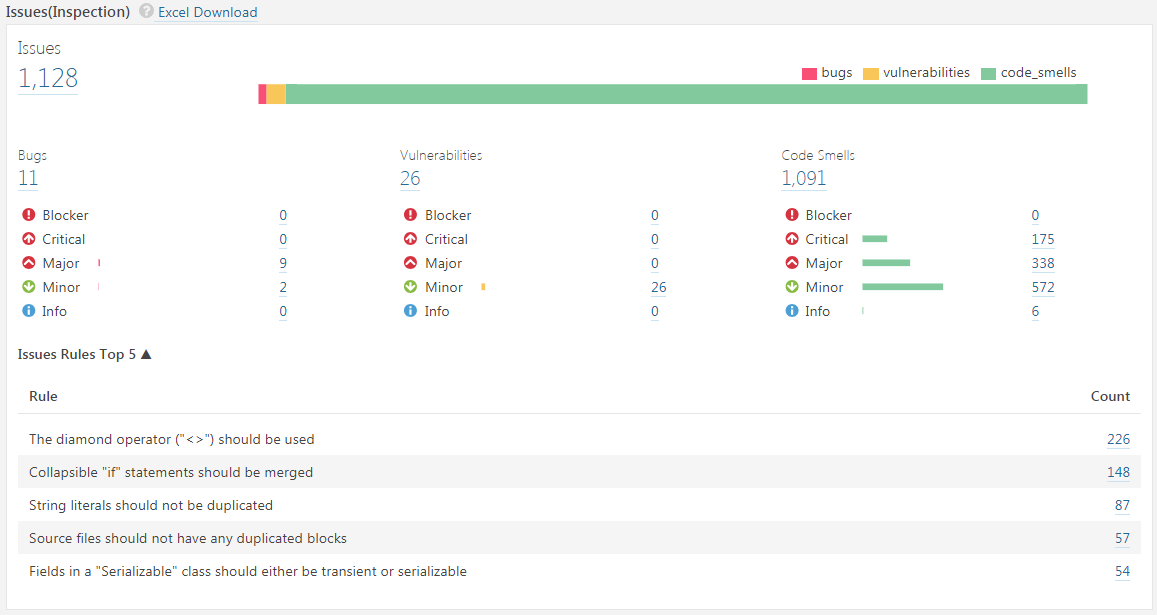 Issues(Inspection) ? Excel Download
Issues
1,128
bugs vulnerabilities code_smells
Bugs Vulnerabilities Code Smells
11 26 1,091
Blocker 0 Blocker 0 Blocker 0
Critical 0 Critical 0 Critical 175
Major 9 Major 0 Major 338
Minor 2 Minor 26 Minor 572
Info 0 Info 0 Info 6
Issues Rules Top 5 ▲
Rule Count
The diamond operator ("<>") should be used 226
Collapsible "if" statements should be merged 148
String literals should not be duplicated 87
Source files should not have any duplicated blocks 57
Fields in a "Serializable" class should either be transient or serializable 54